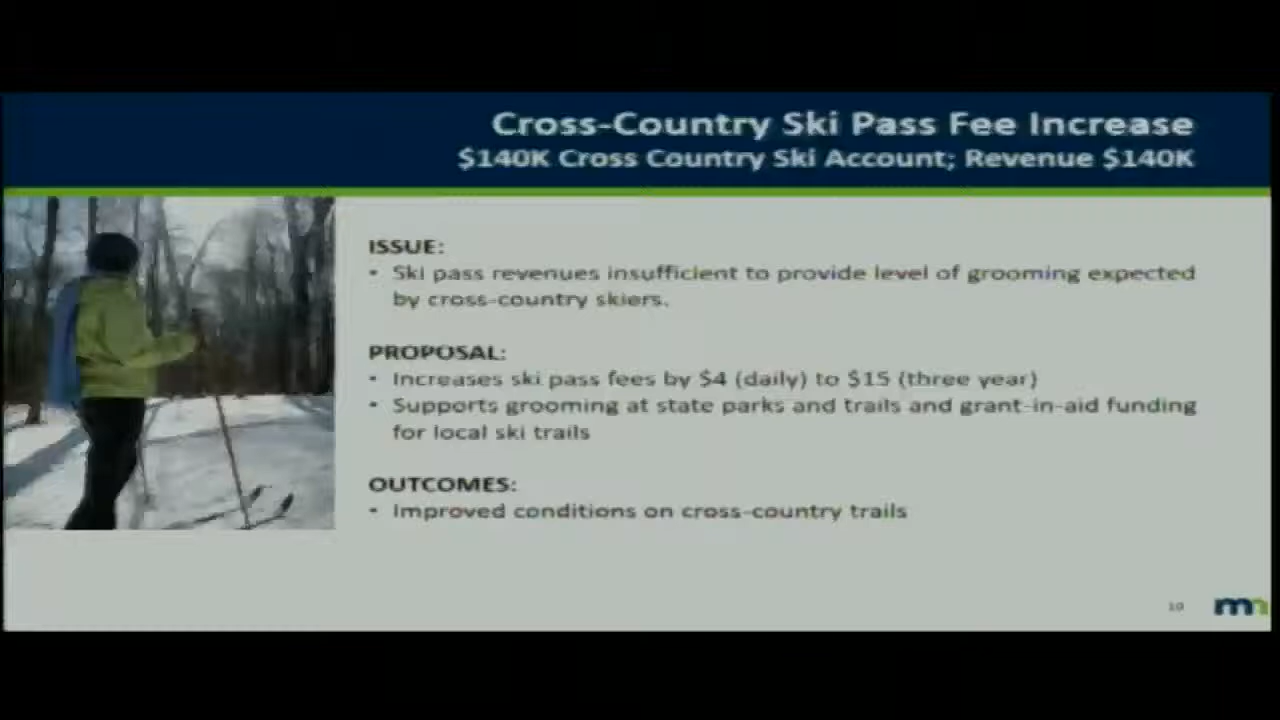 Cross-Country Ski Pass Fee Increase
$140K Cross Country Ski Account; Revenue $140K
ISSUE:
• Ski pass revenues insufficient to provide level of grooming expected
by cross-country skiers.
PROPOSAL:
• Increases ski pass fees by $4 (daily) to $15 (three year)
• Supports grooming at state parks and trails and grant-in-aid funding
for local ski trails
OUTCOMES:
• Improved conditions on cross-country trails
10
mn